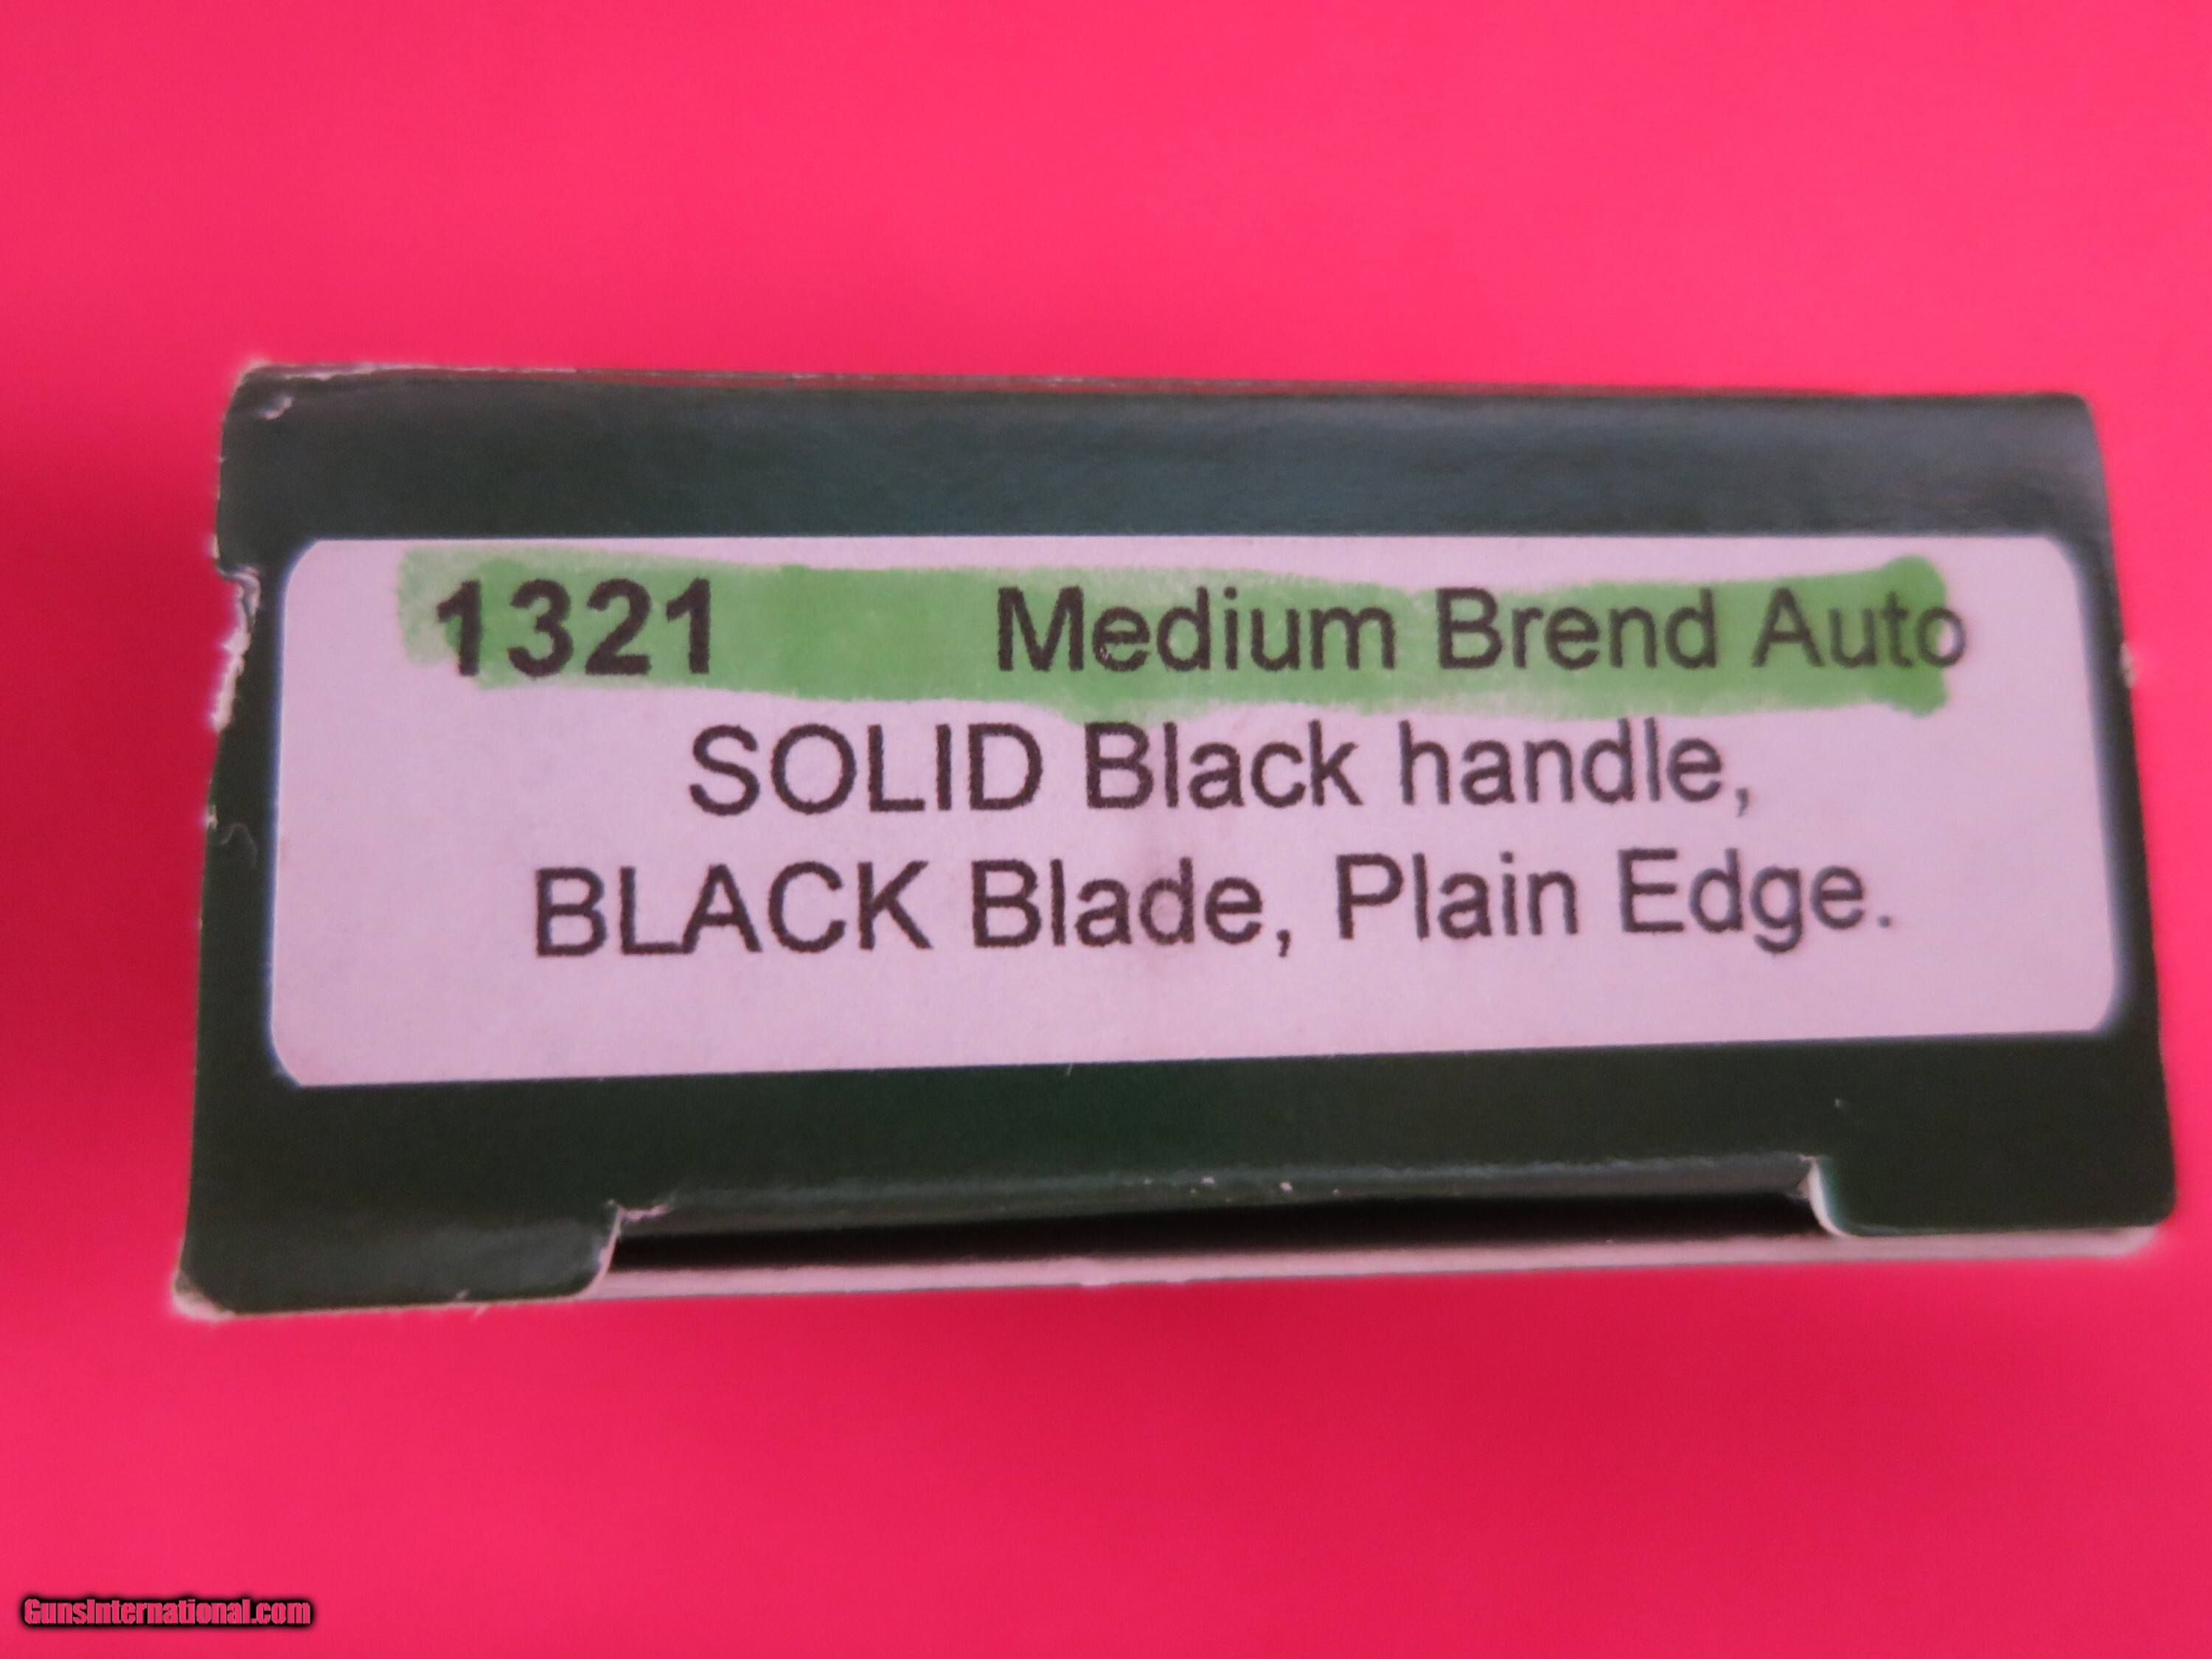 1321 Medium Brend Auto
SOLID Black handle,
BLACK Blade, Plain Edge.
GunsInternational.com